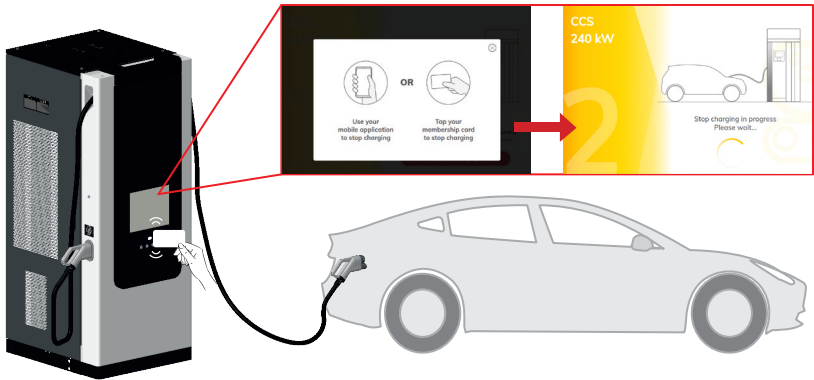 OR
Use your
mobile application
to stop charging
Tap your
membership card
to stop charging
CCS
240 kW
2
Stop charging in progress
Please wait...